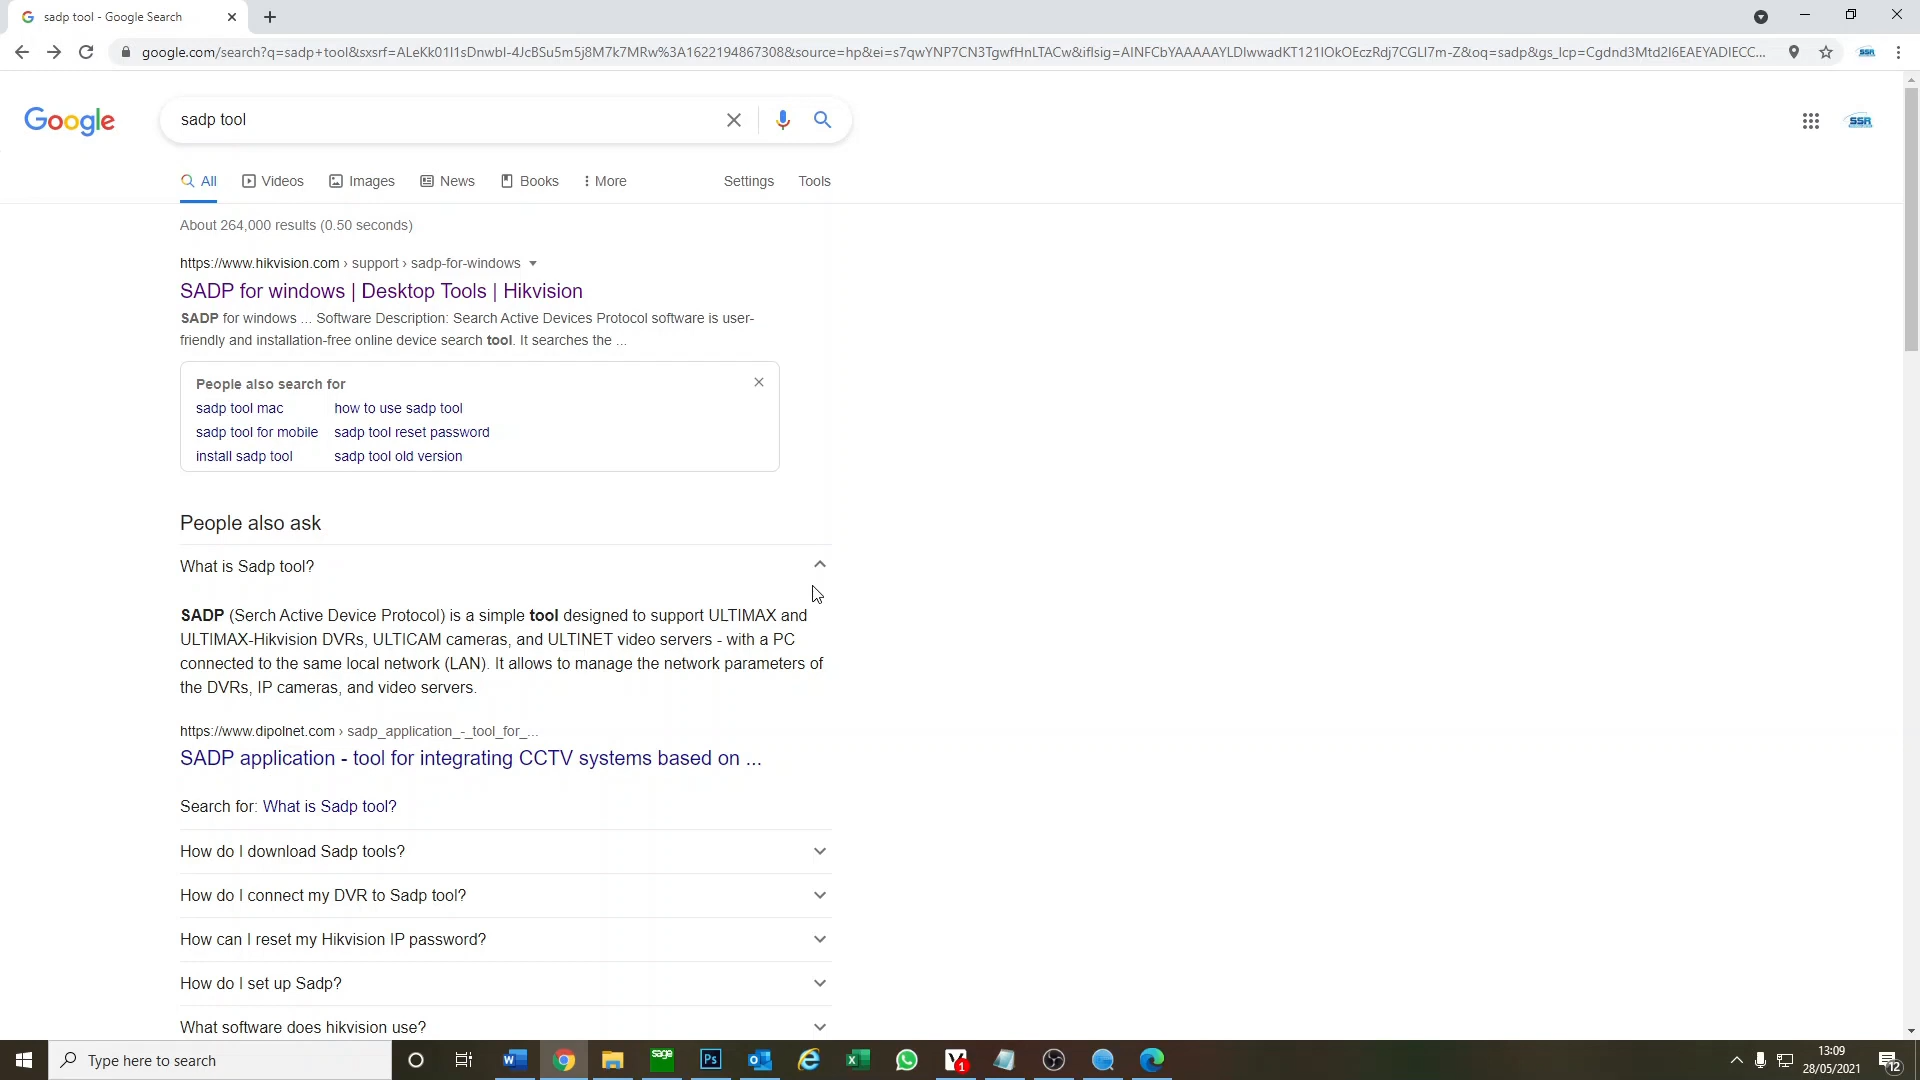 sadp tool - Google Search
google.com/search?q=sadp+tool&sxsrf=ALeKk01l1sDnwbl-4JcBSu5m5j8M7k7MRw%3A1622194867308&source=hp&ei=s7qwYNP7CN3TgwfHnLTACw&iflsig=AINFCbYAAAAAYLDIwwadKT121IOkOEczRdj7CGLI7m-Z&oq=sadp&gs_lcp=Cgdnd3Mtd2l6EAEYADIECC...
Google
sadp tool
SSR
All
Videos
Images
News
Books
More
Settings
Tools
About 264,000 results (0.50 seconds)
https://www.hikvision.com › support › sadp-for-windows
SADP for windows | Desktop Tools | Hikvision
SADP for windows ... Software Description: Search Active Devices Protocol software is user-
friendly and installation-free online device search tool. It searches the ...
People also search for
sadp tool mac how to use sadp tool
sadp tool for mobile sadp tool reset password
install sadp tool sadp tool old version
People also ask
What is Sadp tool?
SADP (Serch Active Device Protocol) is a simple tool designed to support ULTIMAX and
ULTIMAX-Hikvision DVRs, ULTICAM cameras, and ULTINET video servers - with a PC
connected to the same local network (LAN). It allows to manage the network parameters of
the DVRs, IP cameras, and video servers.
https://www.dipolnet.com › sadp_application_-_tool_for_...
SADP application - tool for integrating CCTV systems based on ...
Search for: What is Sadp tool?
How do I download Sadp tools?
How do I connect my DVR to Sadp tool?
How can I reset my Hikvision IP password?
How do I set up Sadp?
What software does hikvision use?
Type here to search
sage
Ps
1
13:09
28/05/2021
12